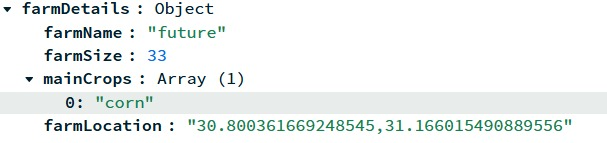 farmDetails : Object
farmName : "future"
farmSize : 33
mainCrops : Array (1)
0: "corn"
farmLocation : "30.800361669248545,31.166015490889556"